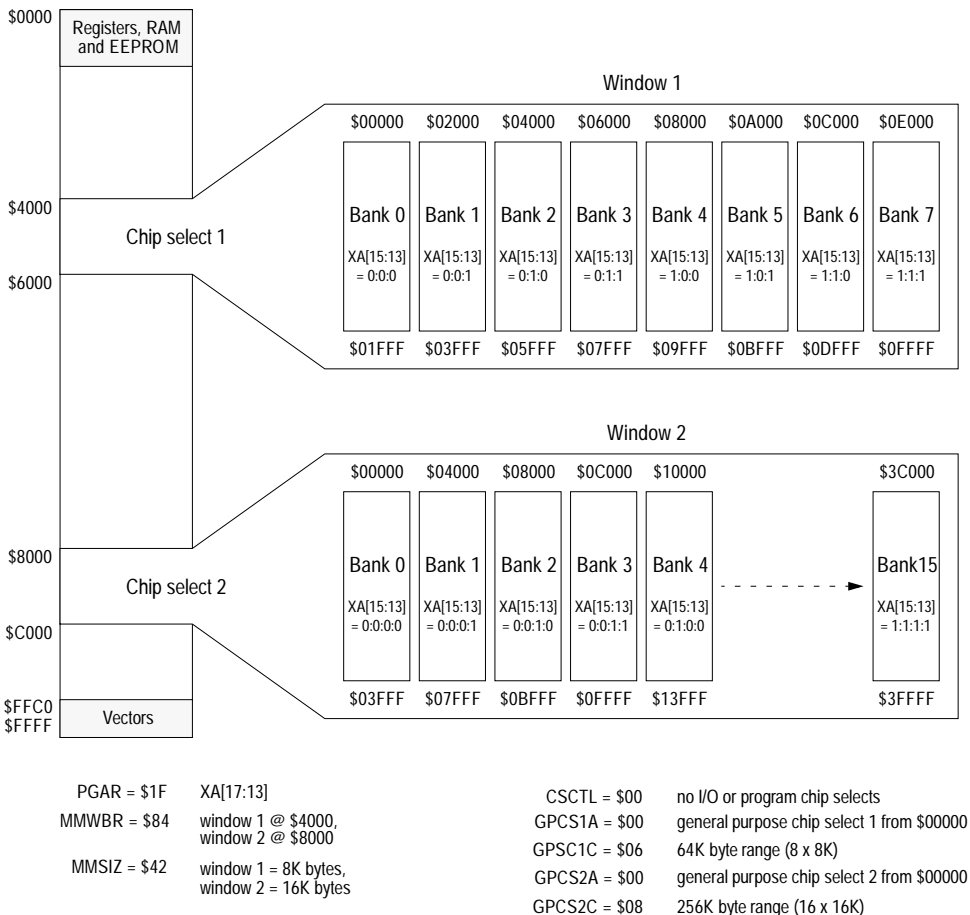 $0000
Registers, RAM
and EEPROM
Window 1
$00000 $02000 $04000 $06000 $08000 $0A000 $0C000 $0E000
$4000
Bank 0 Bank 1 Bank 2 Bank 3 Bank 4 Bank 5 Bank 6 Bank 7
Chip select 1
XA[15:13] XA[15:13] XA[15:13] XA[15:13] XA[15:13] XA[15:13] XA[15:13] XA[15:13]
= 0:0:0 = 0:0:1 = 0:1:0 = 0:1:1 = 1:0:0 = 1:0:1 = 1:1:0 = 1:1:1
$6000
$01FFF $03FFF $05FFF $07FFF $09FFF $0BFFF $0DFFF $0FFFF
Window 2
$00000 $04000 $08000 $0C000 $10000 $3C000
$8000
Bank 0 Bank 1 Bank 2 Bank 3 Bank 4 Bank15
Chip select 2
XA[15:13] XA[15:13] XA[15:13] XA[15:13] XA[15:13] XA[15:13]
= 0:0:0:0 = 0:0:0:1 = 0:0:1:0 = 0:0:1:1 = 0:1:0:0 = 1:1:1:1
$C000
$03FFF $07FFF $0BFFF $0FFFF $13FFF $3FFFF
$FFC0
$FFFF
Vectors
PGAR = $1F XA[17:13]
MMWBR = $84 window 1 @ $4000,
window 2 @ $8000
MMSIZ = $42 window 1 = 8K bytes,
window 2 = 16K bytes
CSCTL = $00 no I/O or program chip selects
GPCS1A = $00 general purpose chip select 1 from $00000
GPSC1C = $06 64K byte range (8 x 8K)
GPCS2A = $00 general purpose chip select 2 from $00000
GPCS2C = $08 256K byte range (16 x 16K)